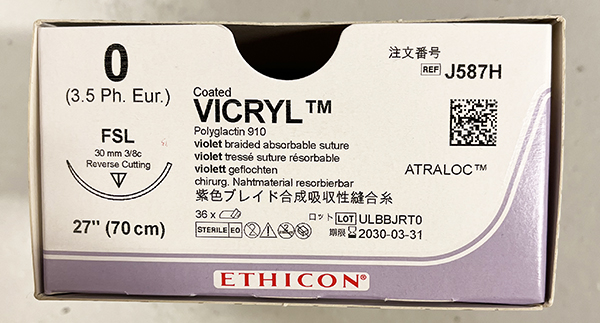 0
(3.5 Ph. Eur.)
FSL
30 mm 3/8c
Reverse Cutting
27" (70 cm)
Coated
VICRYL™
Polyglactin 910
violet braided absorbable suture
violet tressé suture résorbable
violett geflochten
chirurg. Nahtmaterial resorbierbar
紫色ブレイド合成吸収性縫合糸
36 x
STERILE EO
注文番号
REF J587H
ATRALOC™
ロット LOT ULBBJRT0
期限 2030-03-31
ETHICON®